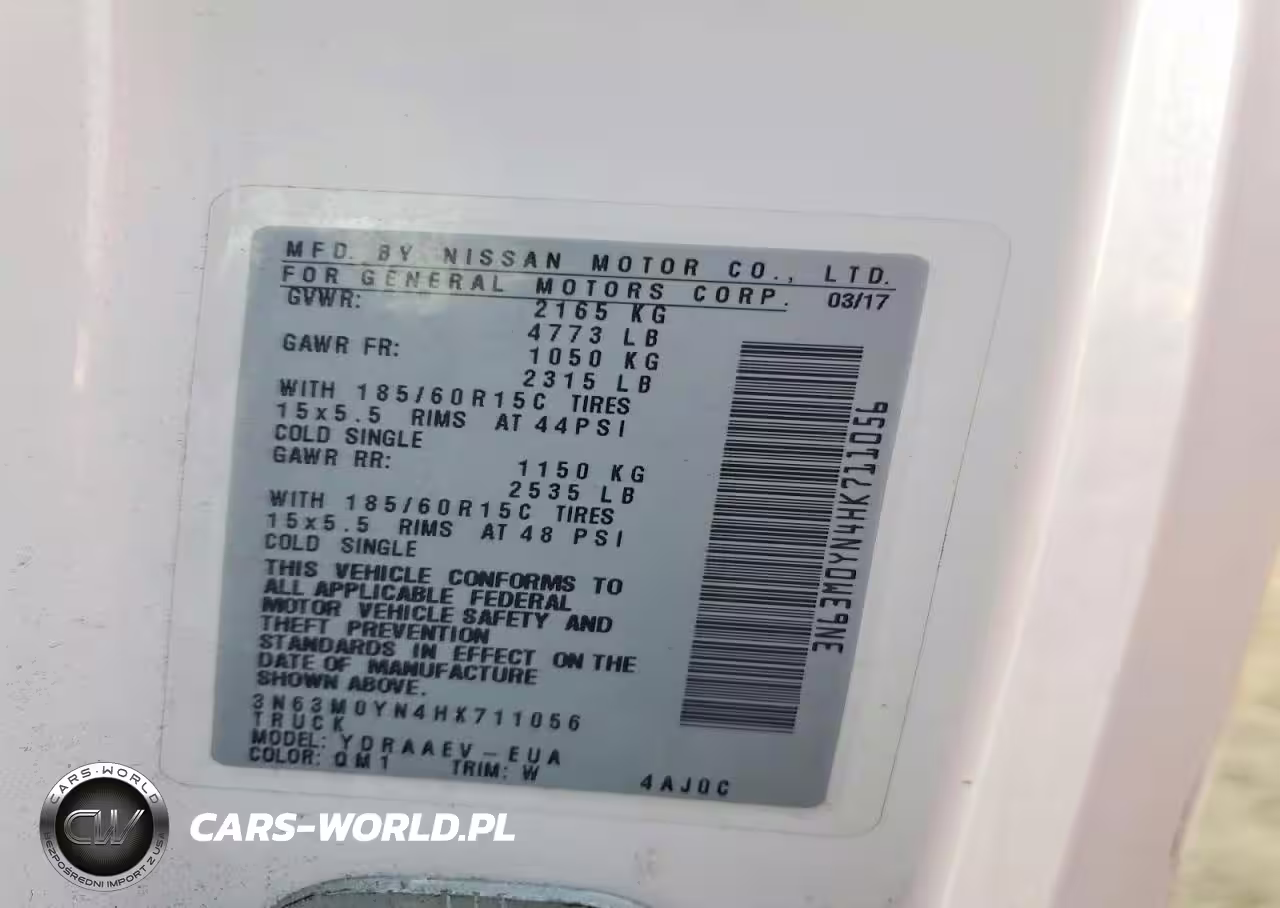 MFD. BY NISSAN MOTOR CO., LTD.
FOR GENERAL MOTORS CORP. 03/17
GVWR: 2165 KG
4773 LB
GAWR FR: 1050 KG
2315 LB
WITH 185/60R15C TIRES
15x5.5 RIMS AT 44PSI
COLD SINGLE
GAWR RR: 1150 KG
2535 LB
WITH 185/60R15C TIRES
15x5.5 RIMS AT 48 PSI
COLD SINGLE
THIS VEHICLE CONFORMS TO
ALL APPLICABLE FEDERAL
MOTOR VEHICLE SAFETY AND
THEFT PREVENTION
STANDARDS IN EFFECT ON THE
DATE OF MANUFACTURE
SHOWN ABOVE.
3N63M0YN4HK711056
TRUCK
MODEL: YDRAAEV-EUA
COLOR: QM1 TRIM: W 4AJ0C
3N63M0YN4HK711056
CARS-WORLD
CW
BEZPOŚREDNI IMPORT Z USA
CARS-WORLD.PL